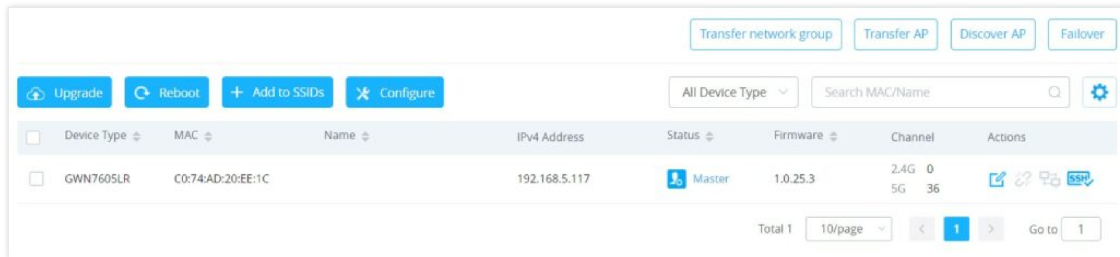 Transfer network group Transfer AP Discover AP Failover
Upgrade Reboot + Add to SSIDs Configure All Device Type Search MAC/Name
Device Type MAC Name IPv4 Address Status Firmware Channel Actions
GWN7605LR C0:74:AD:20:EE:1C 192.168.5.117 Master 1.0.25.3 2.4G 0
5G 36 SSH
Total 1 10/page < 1 > Go to 1